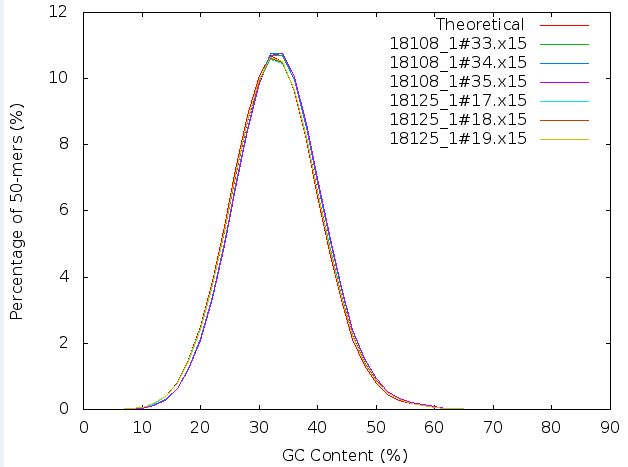 12
10
8
6
4
2
0
Percentage of 50-mers (%)
Theoretical
18108_1#33.x15
18108_1#34.x15
18108_1#35.x15
18125_1#17.x15
18125_1#18.x15
18125_1#19.x15
0 10 20 30 40 50 60 70 80 90
GC Content (%)